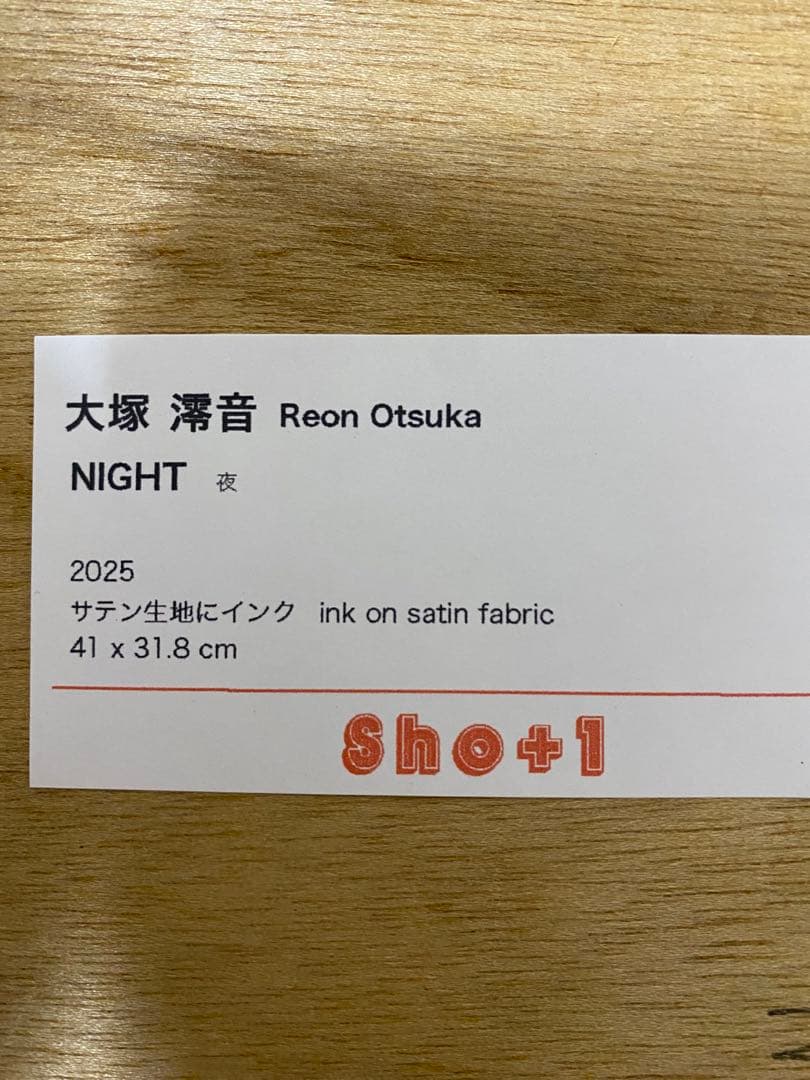 大塚 澪音 Reon Otsuka
NIGHT 夜
2025
サテン生地にインク ink on satin fabric
41 x 31.8 cm
Sho+1